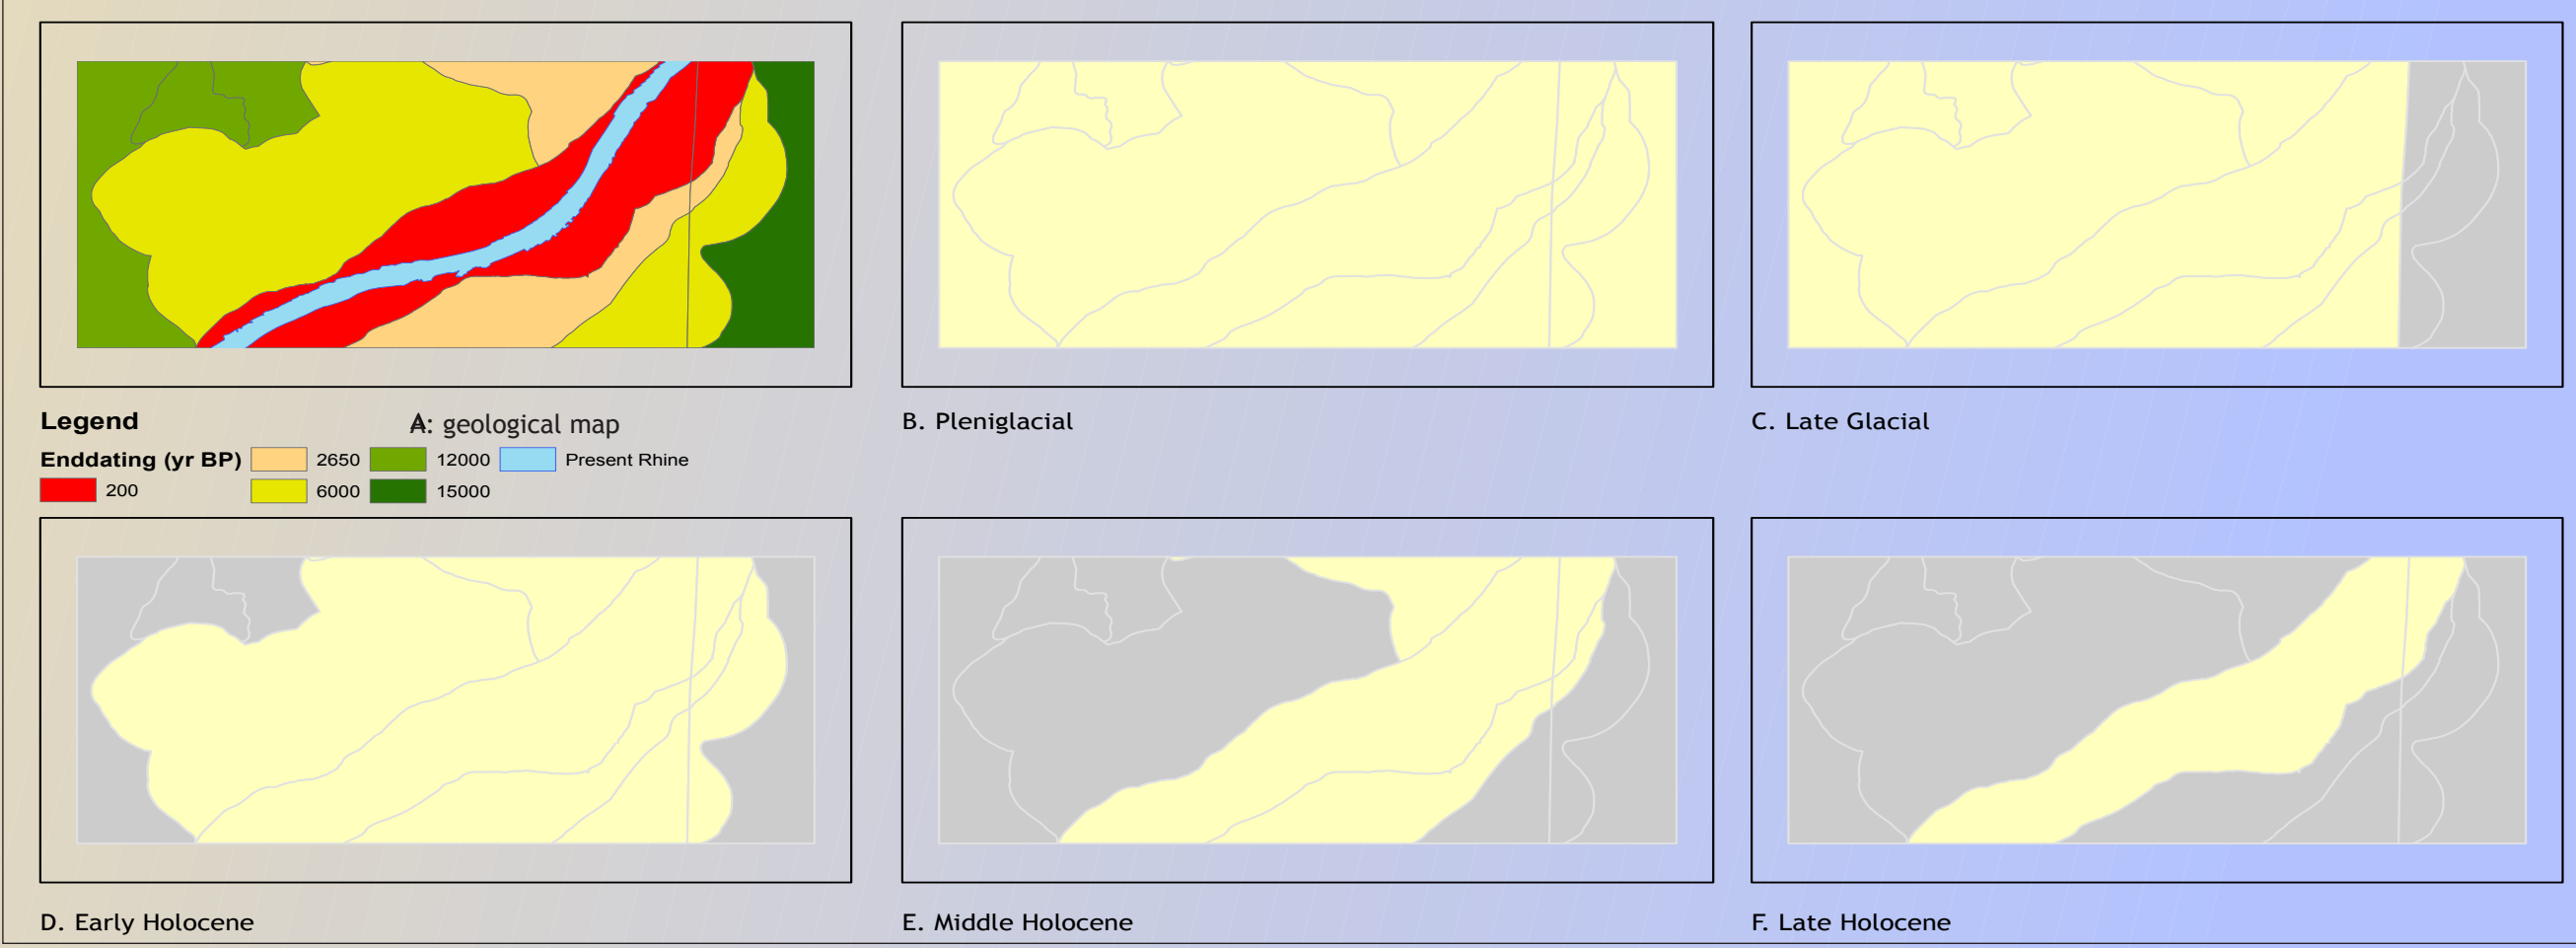 B. Pleniglacial
C. Late Glacial
Legend
A: geological map
Enddating (yr BP)
200
2650
6000
12000
15000
Present Rhine
D. Early Holocene
E. Middle Holocene
F. Late Holocene